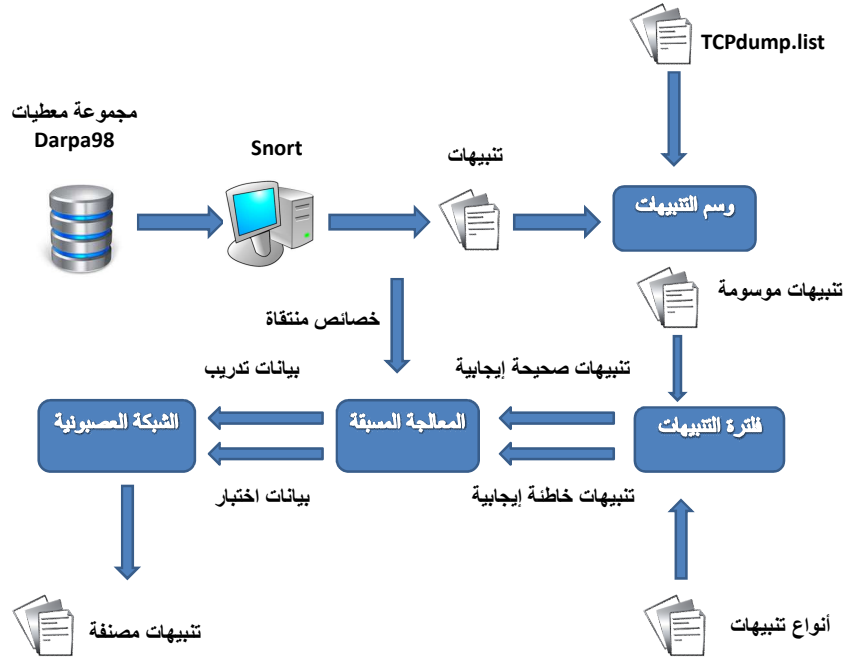 TCPdump.list
مجموعة معطيات
Darpa98
Snort
تنبيهات
وسم التنبيهات
تنبيهات موسومة
خصائص منتقاة
تنبيهات صحيحة إيجابية
بيانات تدريب
فلترة التنبيهات
المعالجة المسبقة
الشبكة العصبونية
تنبيهات خاطئة إيجابية
بيانات اختبار
أنواع تنبيهات
تنبيهات مصنفة